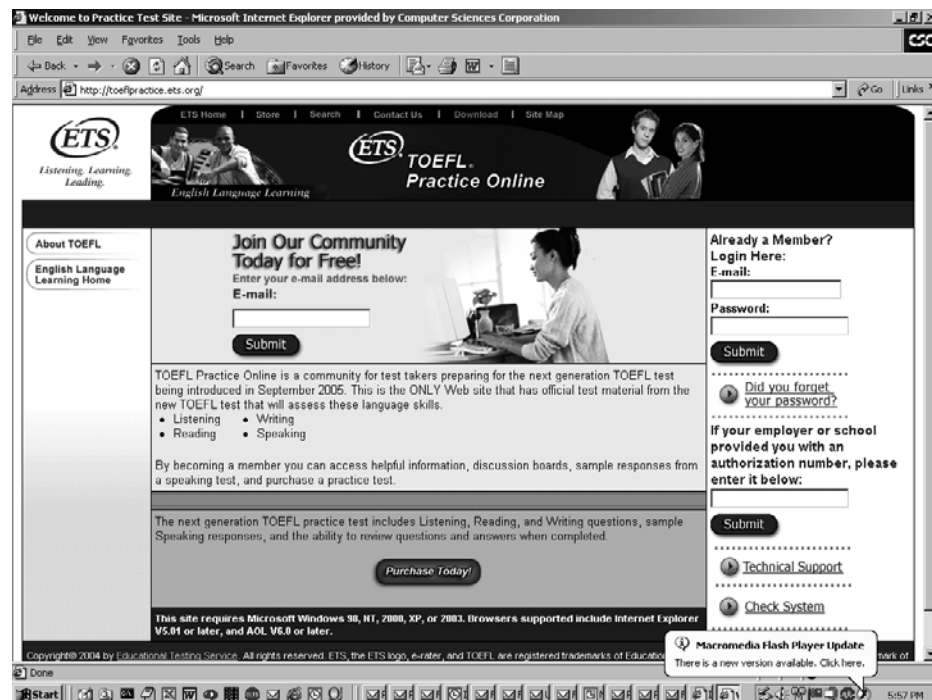 Welcome to Practice Test Site - Microsoft Internet Explorer provided by Computer Sciences Corporation
File Edit View Favorites Tools Help
CSC
Back Search Favorites History
Address http://toeflpractice.ets.org/ Go Links
ETS Home | Store | Search | Contact Us | Download | Site Map
ETS
Listening. Learning.
Leading.
ETS TOEFL®
Practice Online
English Language Learning
About TOEFL
English Language
Learning Home
Join Our Community
Today for Free!
Enter your e-mail address below:
E-mail:
Submit
TOEFL Practice Online is a community for test takers preparing for the next generation TOEFL test
being introduced in September 2005. This is the ONLY Web site that has official test material from the
new TOEFL test that will assess these language skills.
• Listening • Writing
• Reading • Speaking
By becoming a member you can access helpful information, discussion boards, sample responses from
a speaking test, and purchase a practice test.
The next generation TOEFL practice test includes Listening, Reading, and Writing questions, sample
Speaking responses, and the ability to review questions and answers when completed.
Purchase Today!
This site requires Microsoft Windows 98, NT, 2000, XP, or 2003. Browsers supported include Internet Explorer
V5.01 or later, and AOL V6.0 or later.
Already a Member?
Login Here:
E-mail:
Password:
Submit
Did you forget
your password?
If your employer or school
provided you with an
authorization number, please
enter it below:
Submit
Technical Support
Check System
Macromedia Flash Player Update
There is a new version available. Click here.
Copyright© 2004 by Educational Testing Service. All rights reserved. ETS, the ETS logo, e-rater, and TOEFL are registered trademarks of mark of
Done
Start 5:57 PM